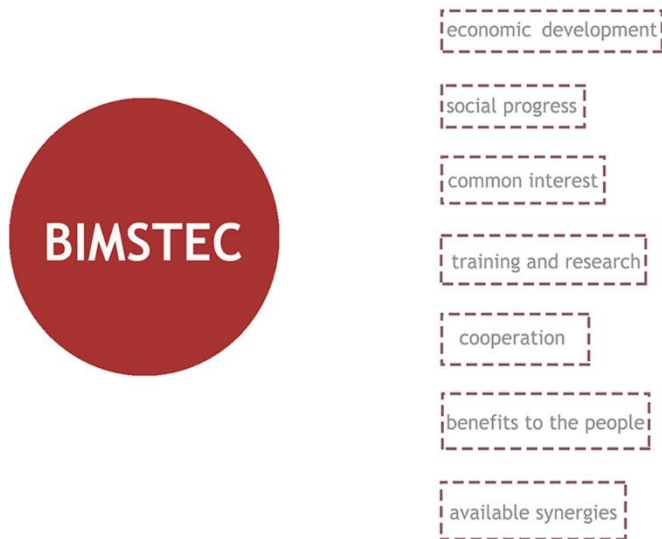 economic development
social progress
common interest
BIMSTEC
training and research
cooperation
benefits to the people
available synergies